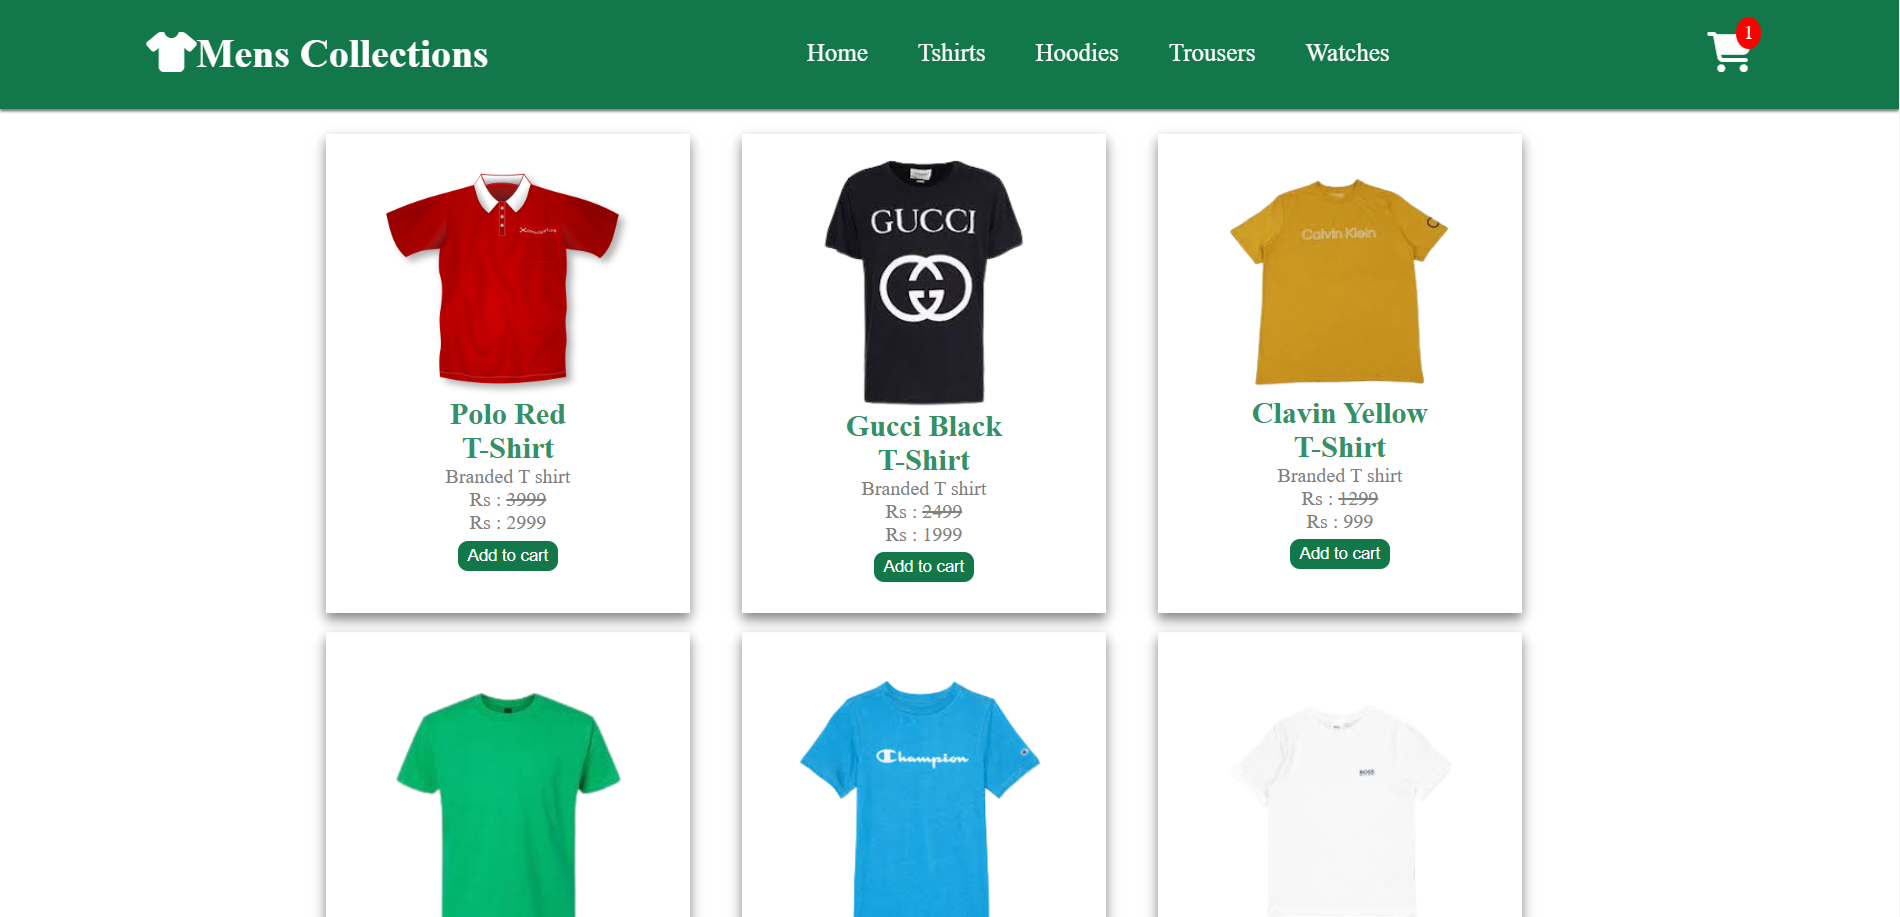 Mens Collections
Home
Tshirts
Hoodies
Trousers
Watches
1
GUCCI
Calvin Klein
C
Polo Red
T-Shirt
Branded T shirt
Rs : 3999
Rs : 2999
Add to cart
Gucci Black
T-Shirt
Branded T shirt
Rs : 2499
Rs : 1999
Add to cart
Clavin Yellow
T-Shirt
Branded T shirt
Rs : 1299
Rs : 999
Add to cart
Champion
BOSS